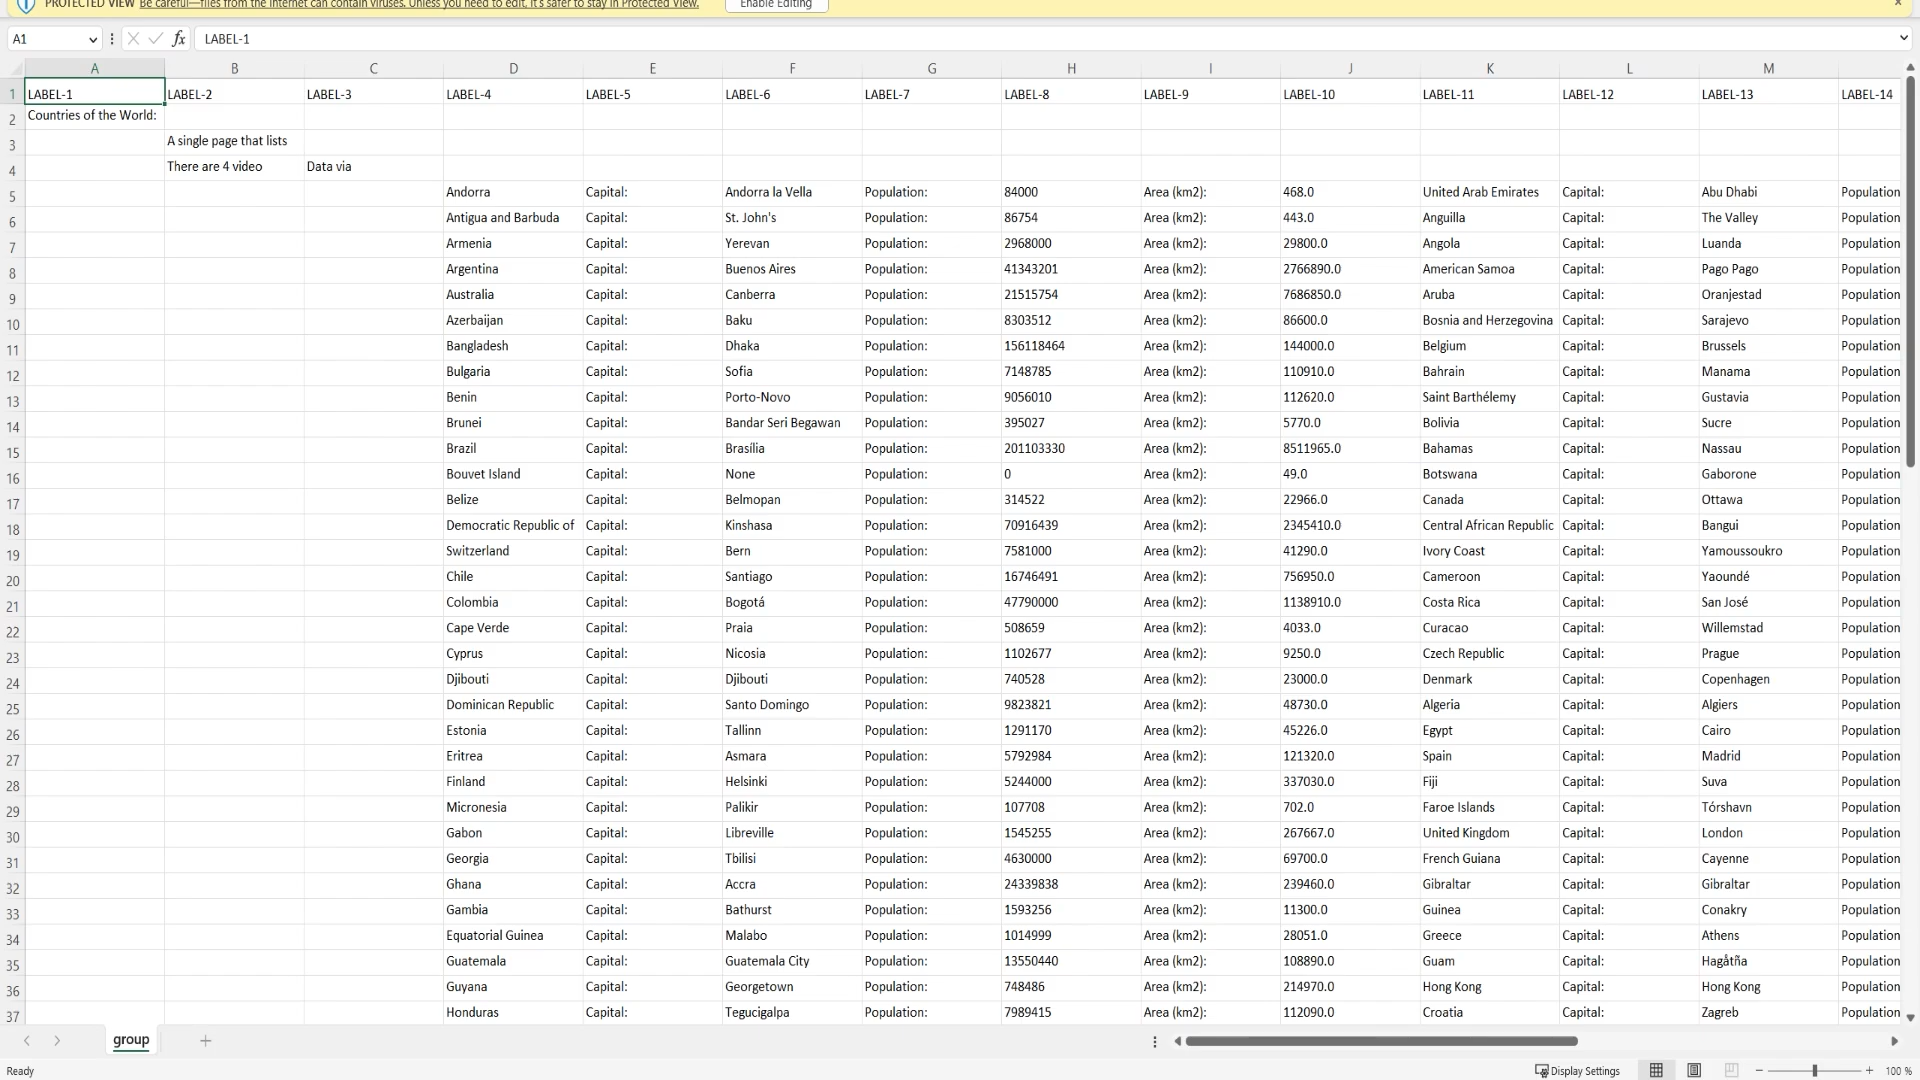 PROTECTED VIEW Be careful—files from the Internet can contain viruses. Unless you need to edit, it's safer to stay in Protected View. Enable Editing
A1 fx LABEL-1
A B C D E F G H I J K L M
1 LABEL-1 LABEL-2 LABEL-3 LABEL-4 LABEL-5 LABEL-6 LABEL-7 LABEL-8 LABEL-9 LABEL-10 LABEL-11 LABEL-12 LABEL-13 LABEL-14
2 Countries of the World:
3 A single page that lists
4 There are 4 video Data via
5 Andorra Capital: Andorra la Vella Population: 84000 Area (km2): 468.0 United Arab Emirates Capital: Abu Dhabi Population
6 Antigua and Barbuda Capital: St. John's Population: 86754 Area (km2): 443.0 Anguilla Capital: The Valley Population
7 Armenia Capital: Yerevan Population: 2968000 Area (km2): 29800.0 Angola Capital: Luanda Population
8 Argentina Capital: Buenos Aires Population: 41343201 Area (km2): 2766890.0 American Samoa Capital: Pago Pago Population
9 Australia Capital: Canberra Population: 21515754 Area (km2): 7686850.0 Aruba Capital: Oranjestad Population
10 Azerbaijan Capital: Baku Population: 8303512 Area (km2): 86600.0 Bosnia and Herzegovina Capital: Sarajevo Population
11 Bangladesh Capital: Dhaka Population: 156118464 Area (km2): 144000.0 Belgium Capital: Brussels Population
12 Bulgaria Capital: Sofia Population: 7148785 Area (km2): 110910.0 Bahrain Capital: Manama Population
13 Benin Capital: Porto-Novo Population: 9056010 Area (km2): 112620.0 Saint Barthélemy Capital: Gustavia Population
14 Brunei Capital: Bandar Seri Begawan Population: 395027 Area (km2): 5770.0 Bolivia Capital: Sucre Population
15 Brazil Capital: Brasília Population: 201103330 Area (km2): 8511965.0 Bahamas Capital: Nassau Population
16 Bouvet Island Capital: None Population: 0 Area (km2): 49.0 Botswana Capital: Gaborone Population
17 Belize Capital: Belmopan Population: 314522 Area (km2): 22966.0 Canada Capital: Ottawa Population
18 Democratic Republic of Capital: Kinshasa Population: 70916439 Area (km2): 2345410.0 Central African Republic Capital: Bangui Population
19 Switzerland Capital: Bern Population: 7581000 Area (km2): 41290.0 Ivory Coast Capital: Yamoussoukro Population
20 Chile Capital: Santiago Population: 16746491 Area (km2): 756950.0 Cameroon Capital: Yaoundé Population
21 Colombia Capital: Bogotá Population: 47790000 Area (km2): 1138910.0 Costa Rica Capital: San José Population
22 Cape Verde Capital: Praia Population: 508659 Area (km2): 4033.0 Curacao Capital: Willemstad Population
23 Cyprus Capital: Nicosia Population: 1102677 Area (km2): 9250.0 Czech Republic Capital: Prague Population
24 Djibouti Capital: Djibouti Population: 740528 Area (km2): 23000.0 Denmark Capital: Copenhagen Population
25 Dominican Republic Capital: Santo Domingo Population: 9823821 Area (km2): 48730.0 Algeria Capital: Algiers Population
26 Estonia Capital: Tallinn Population: 1291170 Area (km2): 45226.0 Egypt Capital: Cairo Population
27 Eritrea Capital: Asmara Population: 5792984 Area (km2): 121320.0 Spain Capital: Madrid Population
28 Finland Capital: Helsinki Population: 5244000 Area (km2): 337030.0 Fiji Capital: Suva Population
29 Micronesia Capital: Palikir Population: 107708 Area (km2): 702.0 Faroe Islands Capital: Tórshavn Population
30 Gabon Capital: Libreville Population: 1545255 Area (km2): 267667.0 United Kingdom Capital: London Population
31 Georgia Capital: Tbilisi Population: 4630000 Area (km2): 69700.0 French Guiana Capital: Cayenne Population
32 Ghana Capital: Accra Population: 24339838 Area (km2): 239460.0 Gibraltar Capital: Gibraltar Population
33 Gambia Capital: Bathurst Population: 1593256 Area (km2): 11300.0 Guinea Capital: Conakry Population
34 Equatorial Guinea Capital: Malabo Population: 1014999 Area (km2): 28051.0 Greece Capital: Athens Population
35 Guatemala Capital: Guatemala City Population: 13550440 Area (km2): 108890.0 Guam Capital: Hagåtña Population
36 Guyana Capital: Georgetown Population: 748486 Area (km2): 214970.0 Hong Kong Capital: Hong Kong Population
37 Honduras Capital: Tegucigalpa Population: 7989415 Area (km2): 112090.0 Croatia Capital: Zagreb Population
group
Ready Display Settings 100 %